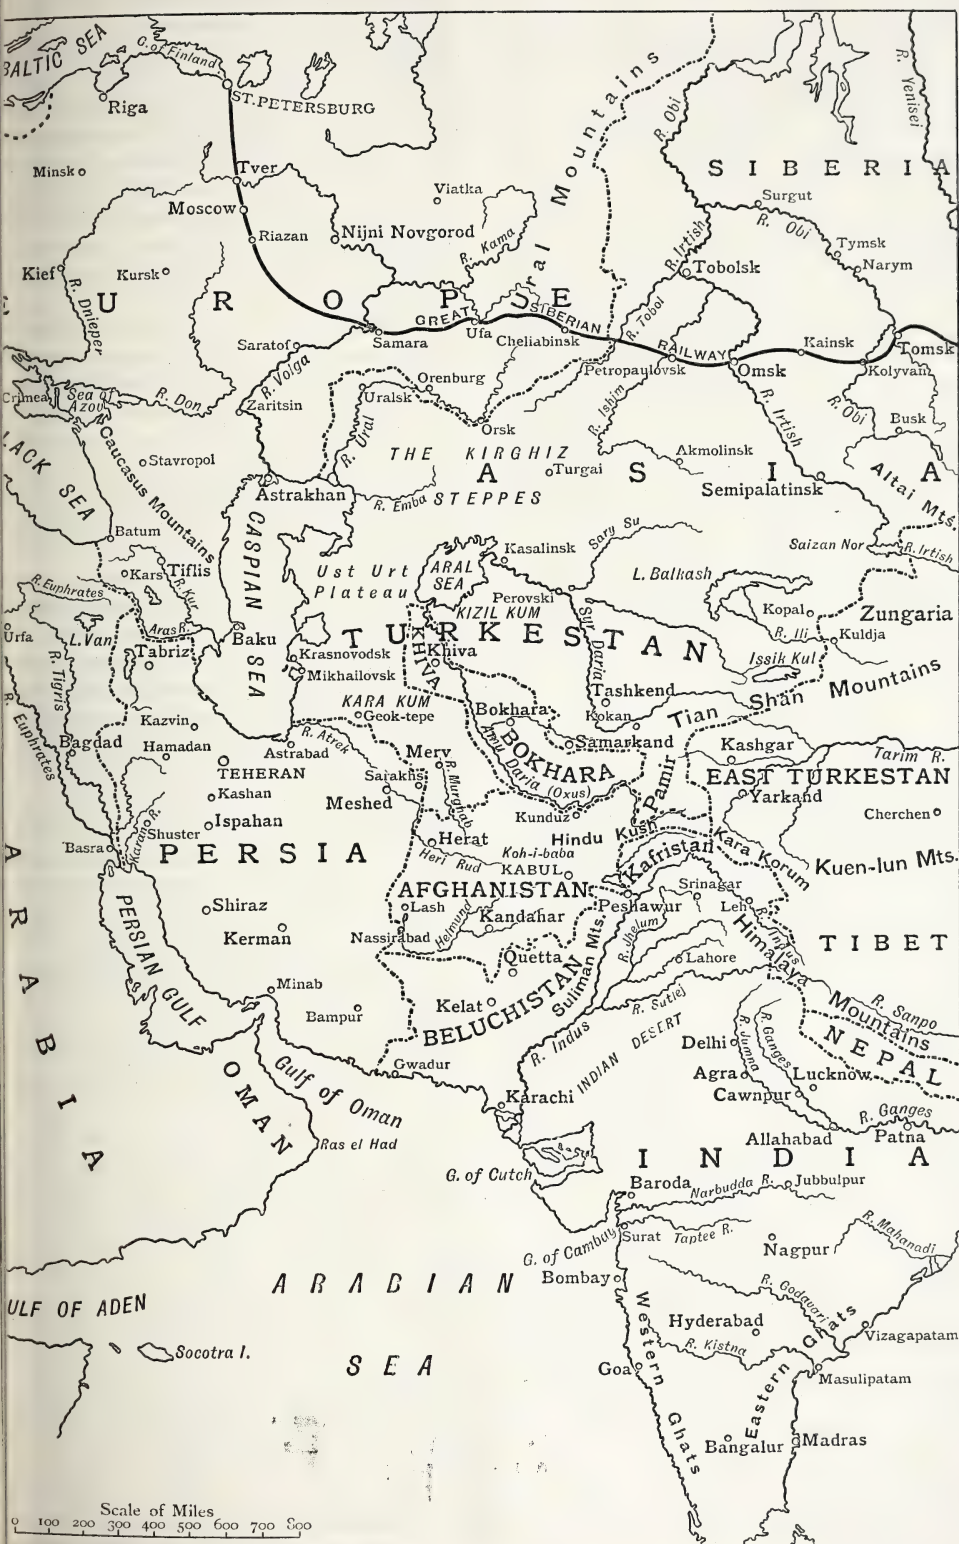 BALTIC SEA
G. of Finland
ST. PETERSBURG
Riga
Minsk
Tver
Moscow
Riazan
Nijni Novgorod
Viatka
R. Kama
Ural Mountains
R. Obi
R. Yenisei
SIBERIA
Surgut
R. Obi
Tymsk
Narym
R. Irtish
Tobolsk
Kief
Kursk
R. Dnieper
UROPE
GREAT SIBERIAN RAILWAY
Samara
Ufa
Cheliabinsk
R. Tobol
Petropaulovsk
Omsk
Kainsk
Tomsk
Kolyvan
Saratof
R. Volga
Orenburg
Uralsk
R. Ural
Orsk
R. Ishim
R. Irtish
R. Obi
Busk
Crimea
Sea of
Azov
R. Don
Zaritsin
LACK SEA
Caucasus Mountains
Stavropol
THE KIRGHIZ
STEPPES
ASIA
Turgai
Akmolinsk
Semipalatinsk
Altai Mts.
Astrakhan
R. Emba
Batum
Kars
Tiflis
R. Kur
CASPIAN SEA
Ust Urt
Plateau
ARAL
SEA
Kasalinsk
Sary Su
Saizan Nor
R. Irtish
L. Balkash
Perovski
KIZIL KUM
Kopal
Zungaria
R. Ili
Kuldja
R. Euphrates
Urfa
L. Van
Aras R.
Tabriz
Baku
Krasnovodsk
Mikhailovsk
TURKESTAN
KHIVA
Khiva
Syr Daria
Issik Kul
Tian Shan Mountains
R. Tigris
R. Euphrates
KARA KUM
Geok-tepe
Bokhara
Tashkend
Kokan
Kazvin
Bagdad
Hamadan
Astrabad
R. Atrek
Merv
BOKHARA
Amu Daria (Oxus)
Samarkand
Kashgar
Tarim R.
TEHERAN
Sarakhs
R. Murghab
Pamir
EAST TURKESTAN
Yarkand
Kashan
Meshed
Kunduz
Cherchen
Karan R.
Shuster
Ispahan
Herat
Hindu Kush
Kara Korum
Basra
PERSIA
Heri Rud
Koh-i-baba
KABUL
Kafristan
Kuen-lun Mts.
AFGHANISTAN
Srinagar
Leh
PERSIAN GULF
Shiraz
Lash
Helmund
Kandahar
Peshawur
R. Jhelum
R. Indus
Himalaya Mountains
TIBET
Kerman
Nassirabad
Quetta
Suliman Mts.
Lahore
Minab
Bampur
Kelat
BELUCHISTAN
R. Sutlej
R. Sanpo
ARABIA
Gwadur
R. Indus
INDIAN DESERT
Delhi
R. Jumna
R. Ganges
NEPAL
OMAN
Gulf of Oman
Karachi
Agra
Lucknow
Cawnpur
R. Ganges
Ras el Had
Allahabad
Patna
INDIA
G. of Cutch
Baroda
Narbudda R.
Jubbulpur
G. of Cambay
Surat
Taptee R.
Nagpur
R. Mahanadi
ARABIAN
SEA
Bombay
R. Godavari
ULF OF ADEN
Hyderabad
Vizagapatam
Socotra I.
R. Kistna
Goa
Masulipatam
Western Ghats
Eastern Ghats
Bangalur
Madras
Scale of Miles
0 100 200 300 400 500 600 700 800